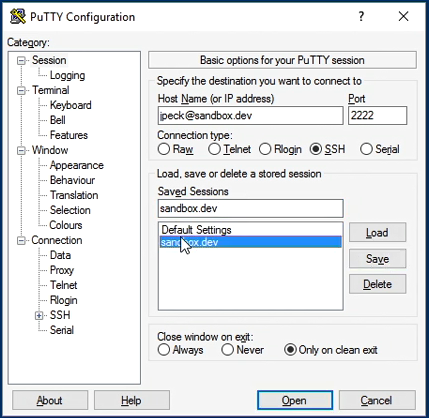 PuTTY Configuration
Category:
Session
Logging
Terminal
Keyboard
Bell
Features
Window
Appearance
Behaviour
Translation
Selection
Colours
Connection
Data
Proxy
Telnet
Rlogin
SSH
Serial
Basic options for your PuTTY session
Specify the destination you want to connect to
Host Name (or IP address) Port
jpeck@sandbox.dev 2222
Connection type:
Raw Telnet Rlogin SSH Serial
Load, save or delete a stored session
Saved Sessions
sandbox.dev
Default Settings
sandbox.dev
Load
Save
Delete
Close window on exit:
Always Never Only on clean exit
About Help Open Cancel